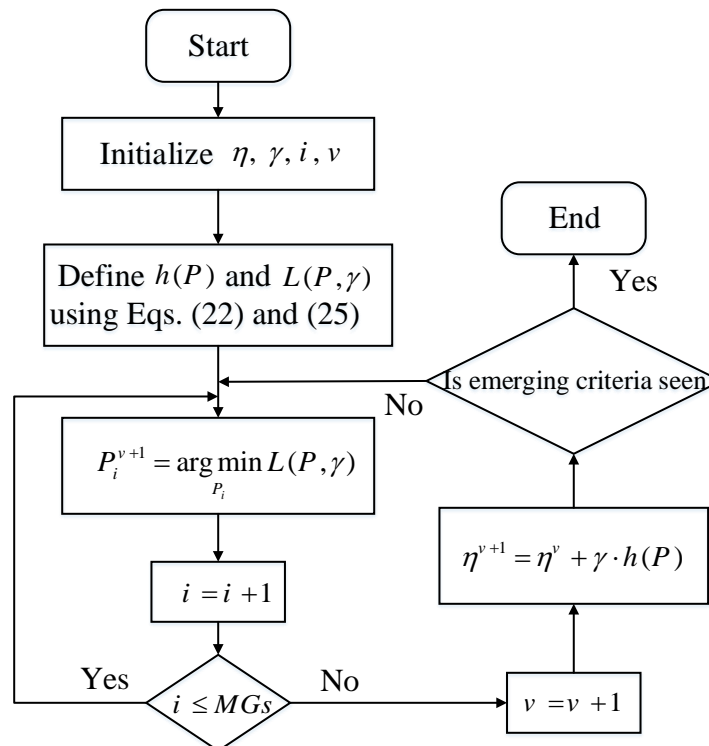 Start
Initialize η, γ, i, v
Define h(P) and L(P,γ)
using Eqs. (22) and (25)
P_i^{v+1} = arg min_{P_i} L(P,γ)
i = i + 1
i ≤ MGs
Yes
No
v = v + 1
η^{v+1} = η^v + γ · h(P)
Is emerging criteria seen
No
Yes
End